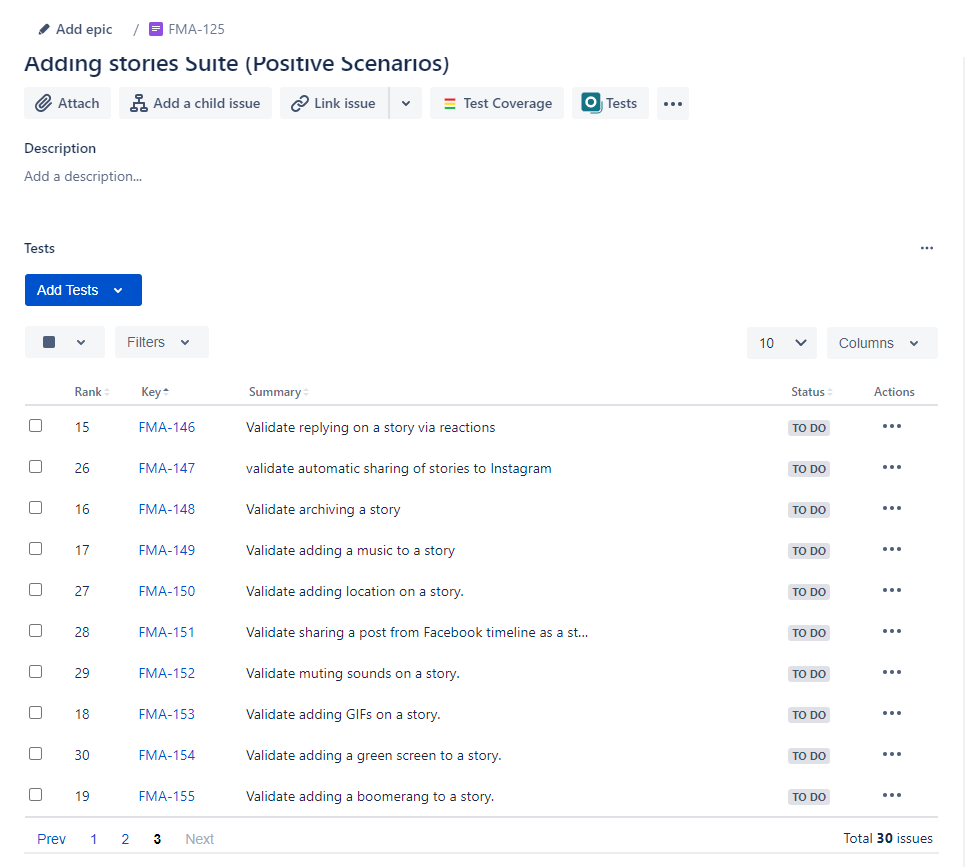 Add epic / FMA-125
Adding stories Suite (Positive Scenarios)
Attach Add a child issue Link issue Test Coverage Tests
Description
Add a description...
Tests
Add Tests
Filters 10 Columns
Rank Key Summary Status Actions
15 FMA-146 Validate replying on a story via reactions TO DO
26 FMA-147 validate automatic sharing of stories to Instagram TO DO
16 FMA-148 Validate archiving a story TO DO
17 FMA-149 Validate adding a music to a story TO DO
27 FMA-150 Validate adding location on a story. TO DO
28 FMA-151 Validate sharing a post from Facebook timeline as a st... TO DO
29 FMA-152 Validate muting sounds on a story. TO DO
18 FMA-153 Validate adding GIFs on a story. TO DO
30 FMA-154 Validate adding a green screen to a story. TO DO
19 FMA-155 Validate adding a boomerang to a story. TO DO
Prev 1 2 3 Next Total 30 issues